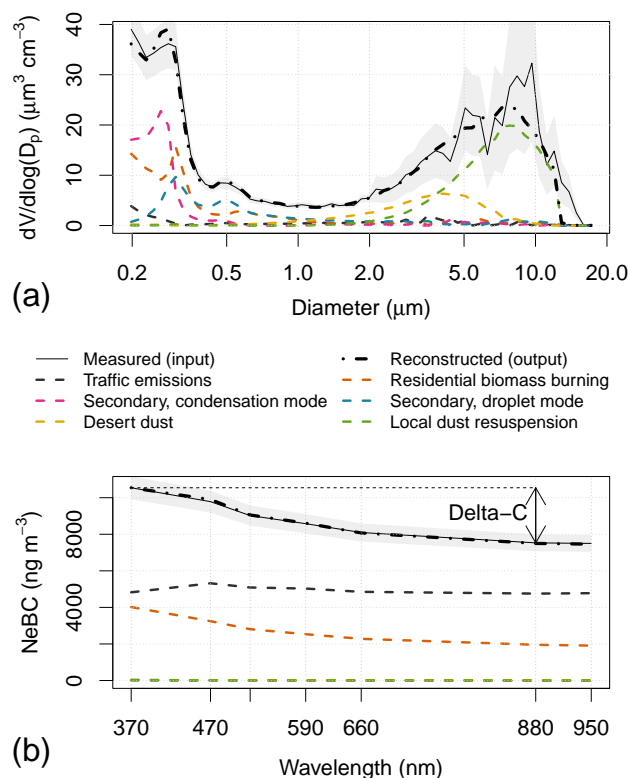 40
30
20
10
0
dV/dlog(Dp) (μm³ cm⁻³)
0.2 0.5 1.0 2.0 5.0 10.0 20.0
(a)
Diameter (μm)
Measured (input)
Reconstructed (output)
Traffic emissions
Residential biomass burning
Secondary, condensation mode
Secondary, droplet mode
Desert dust
Local dust resuspension
Delta−C
8000
4000
0
NeBC (ng m⁻³)
370 470 590 660 880 950
(b)
Wavelength (nm)